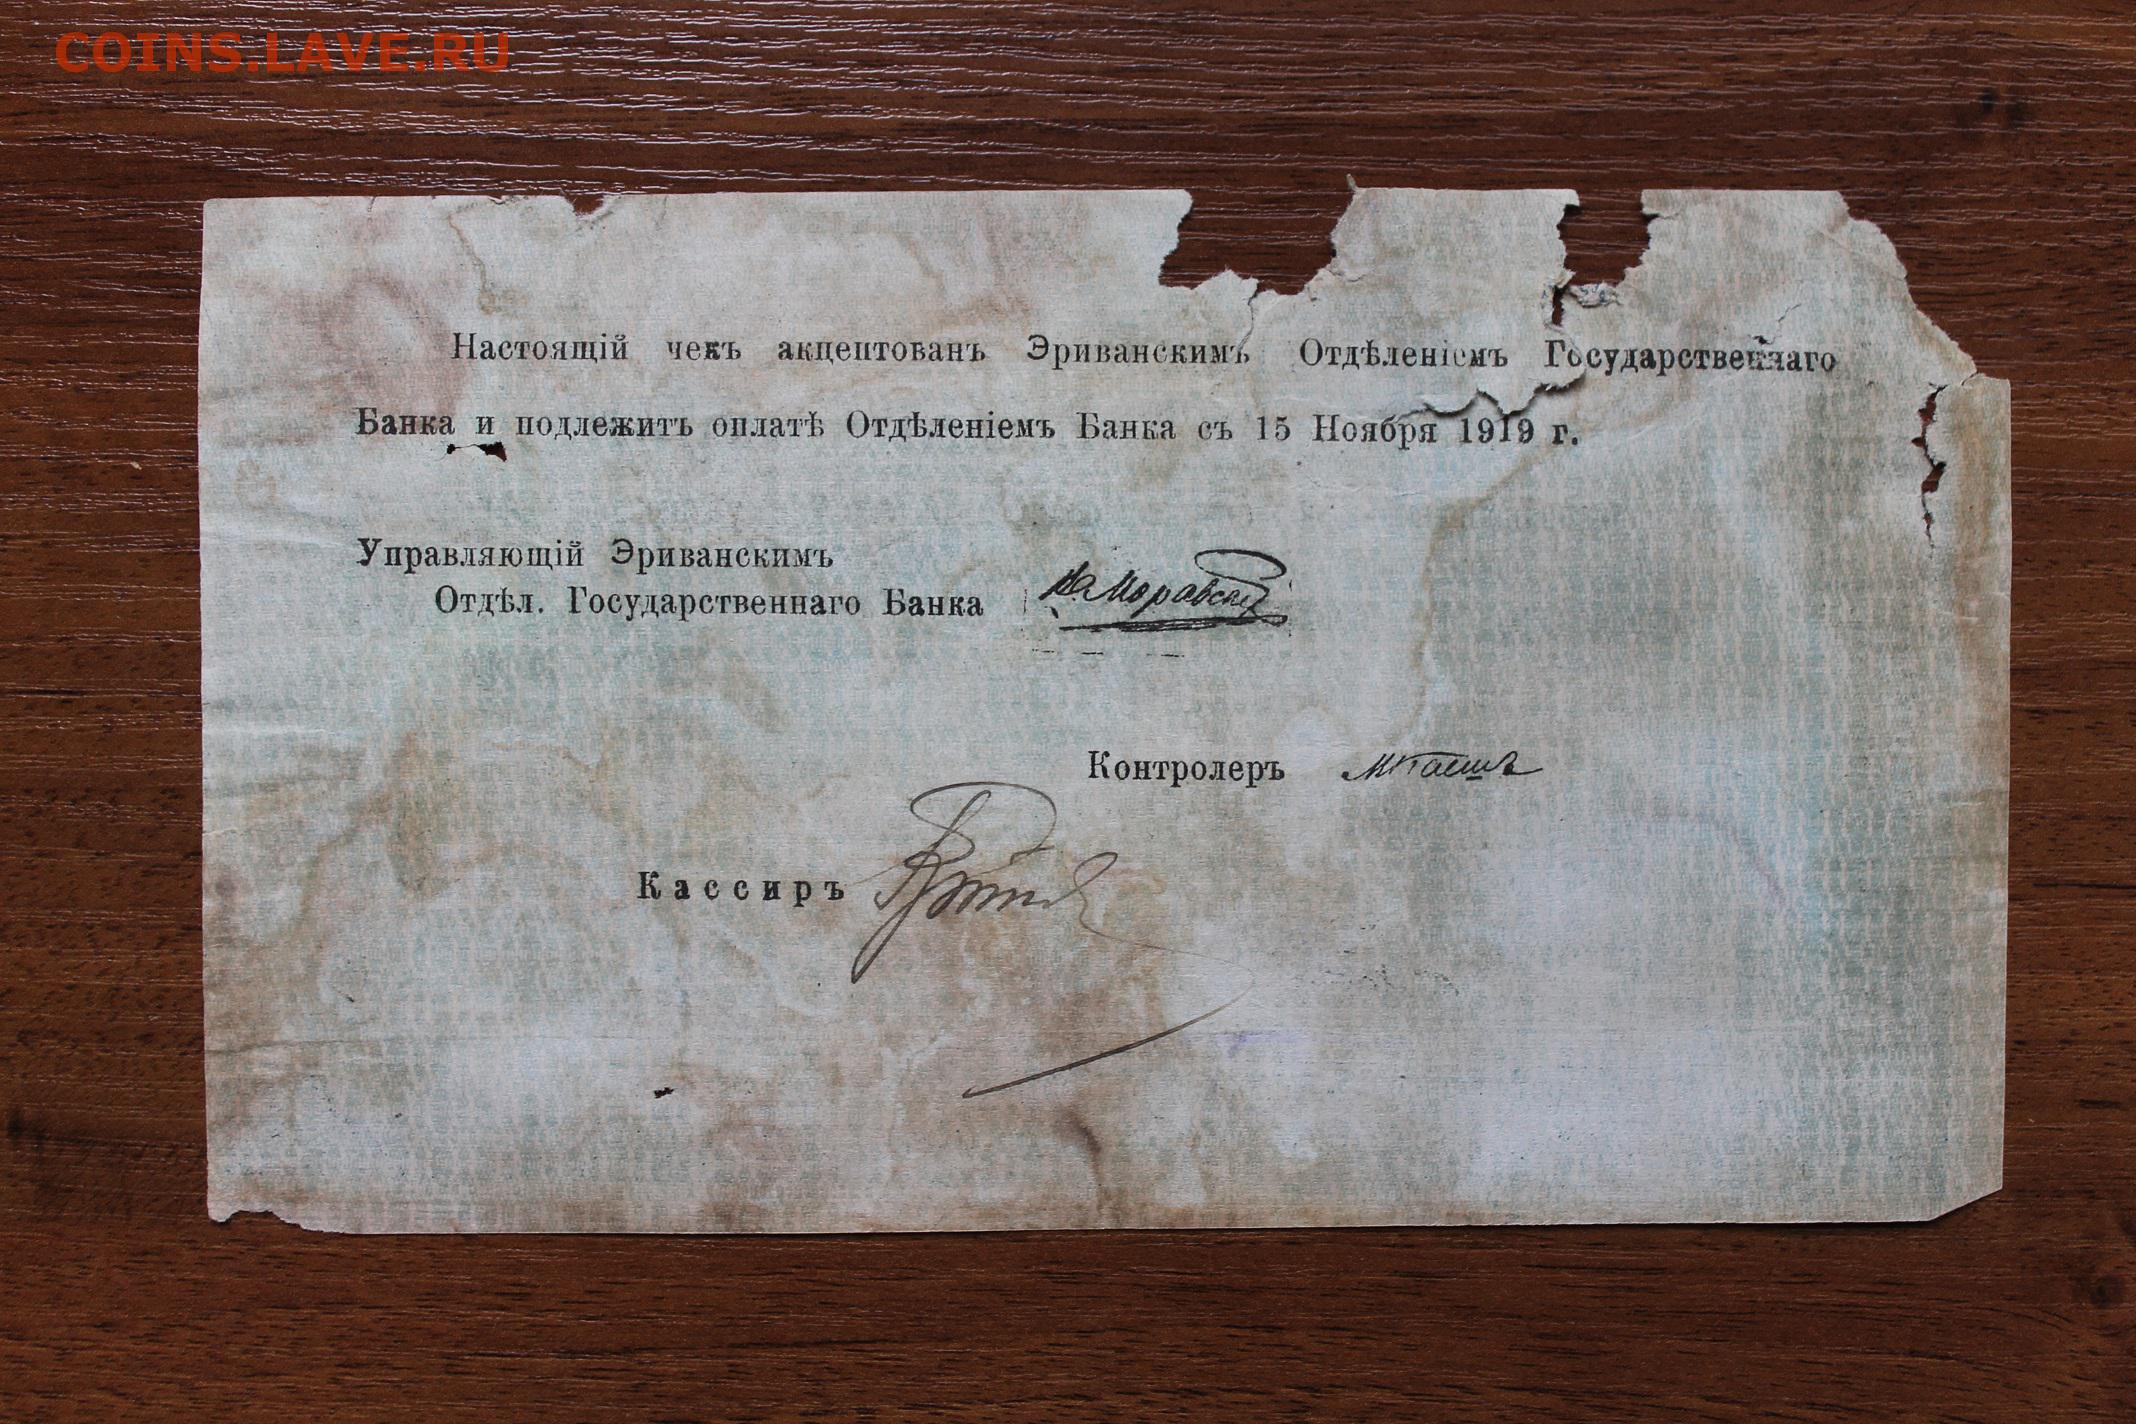 COINS.LAVE.RU
Настоящій чекъ акцептованъ Эриванскимъ Отдѣленіемъ Государственнаго
Банка и подлежитъ оплатѣ Отдѣленіемъ Банка съ 15 Ноября 1919 г.
Управляющій Эриванскимъ
Отдѣл. Государственнаго Банка
Контролеръ
Кассиръ